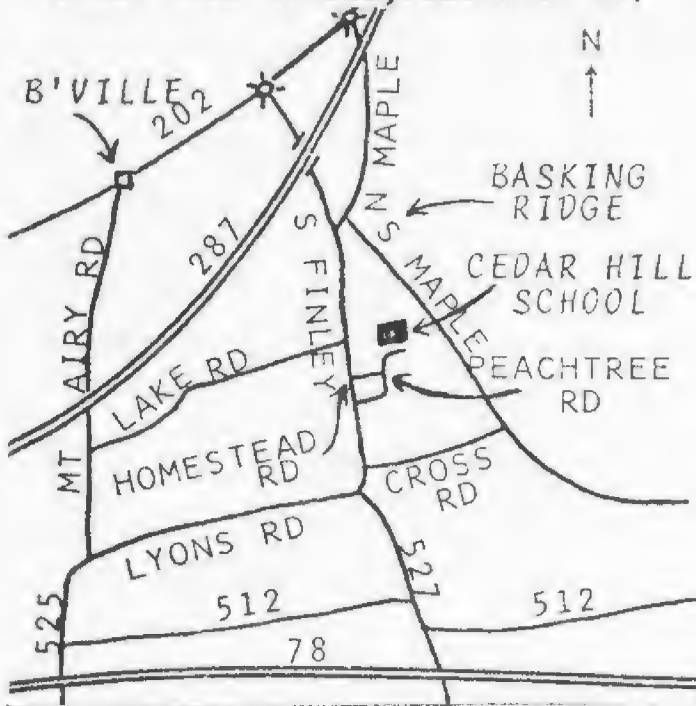 N
B'VILLE
202
N MAPLE
BASKING
RIDGE
287
S MAPLE
CEDAR HILL
SCHOOL
MT AIRY RD
S FINLEY
LAKE RD
PEACHTREE
RD
HOMESTEAD
RD
CROSS
RD
LYONS RD
527
525
512
512
78